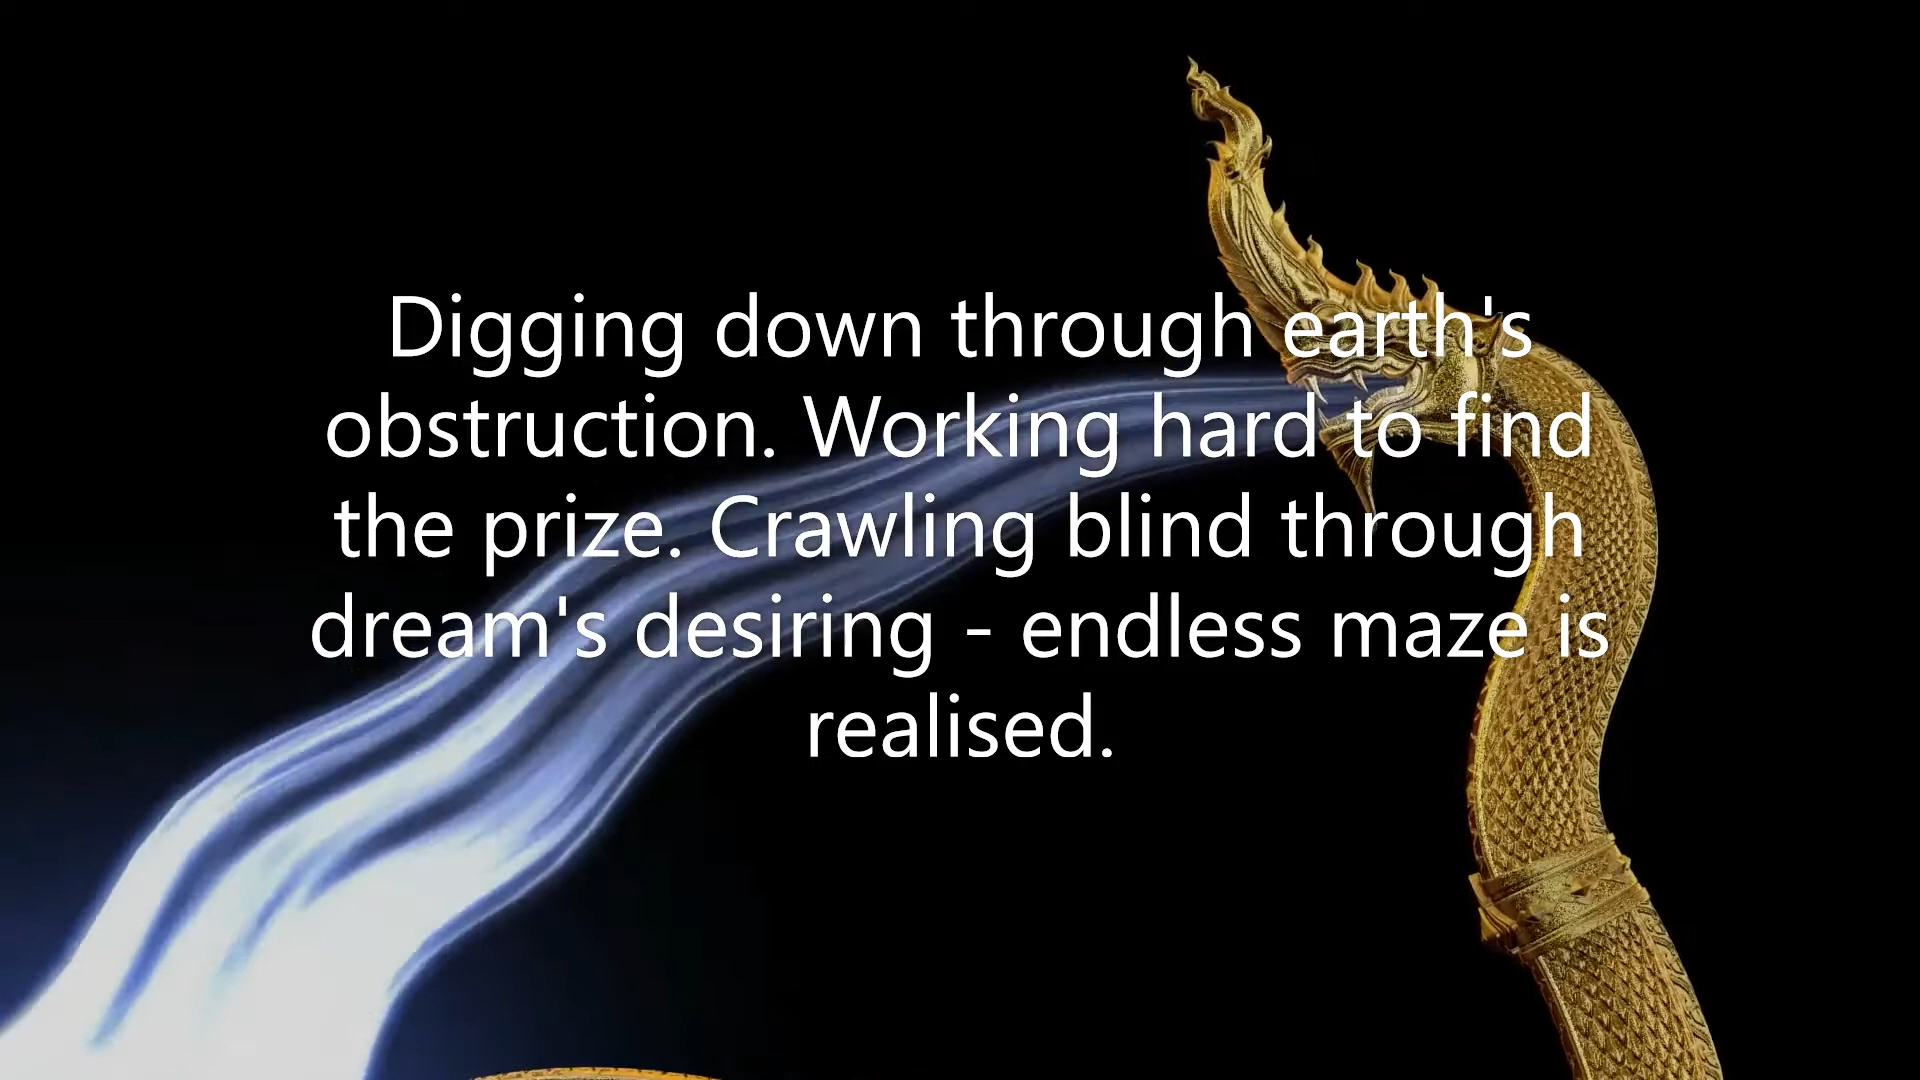 Digging down through earth's
obstruction. Working hard to find
the prize. Crawling blind through
dream's desiring - endless maze is
realised.